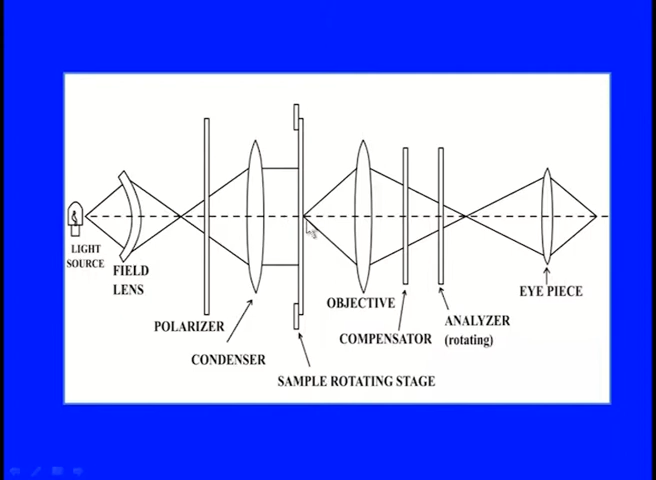 LIGHT
SOURCE
FIELD
LENS
POLARIZER
CONDENSER
SAMPLE ROTATING STAGE
OBJECTIVE
COMPENSATOR
ANALYZER
(rotating)
EYE PIECE